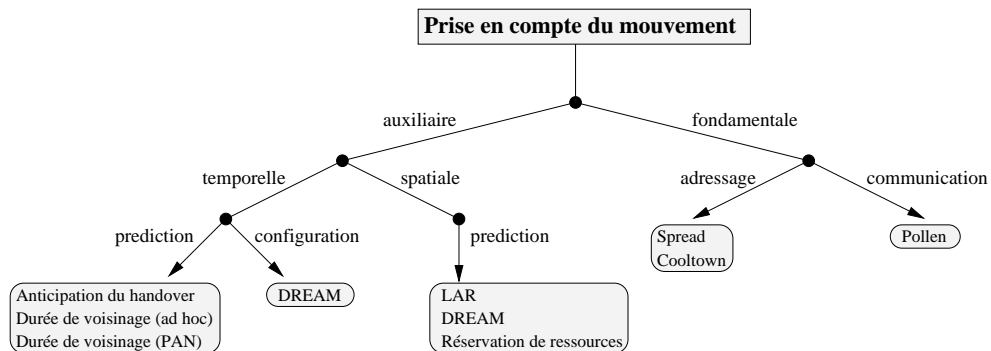 Prise en compte du mouvement
auxiliaire
fondamentale
temporelle
spatiale
adressage
communication
prediction
configuration
prediction
Spread
Cooltown
Pollen
Anticipation du handover
Durée de voisinage (ad hoc)
Durée de voisinage (PAN)
DREAM
LAR
DREAM
Réservation de ressources